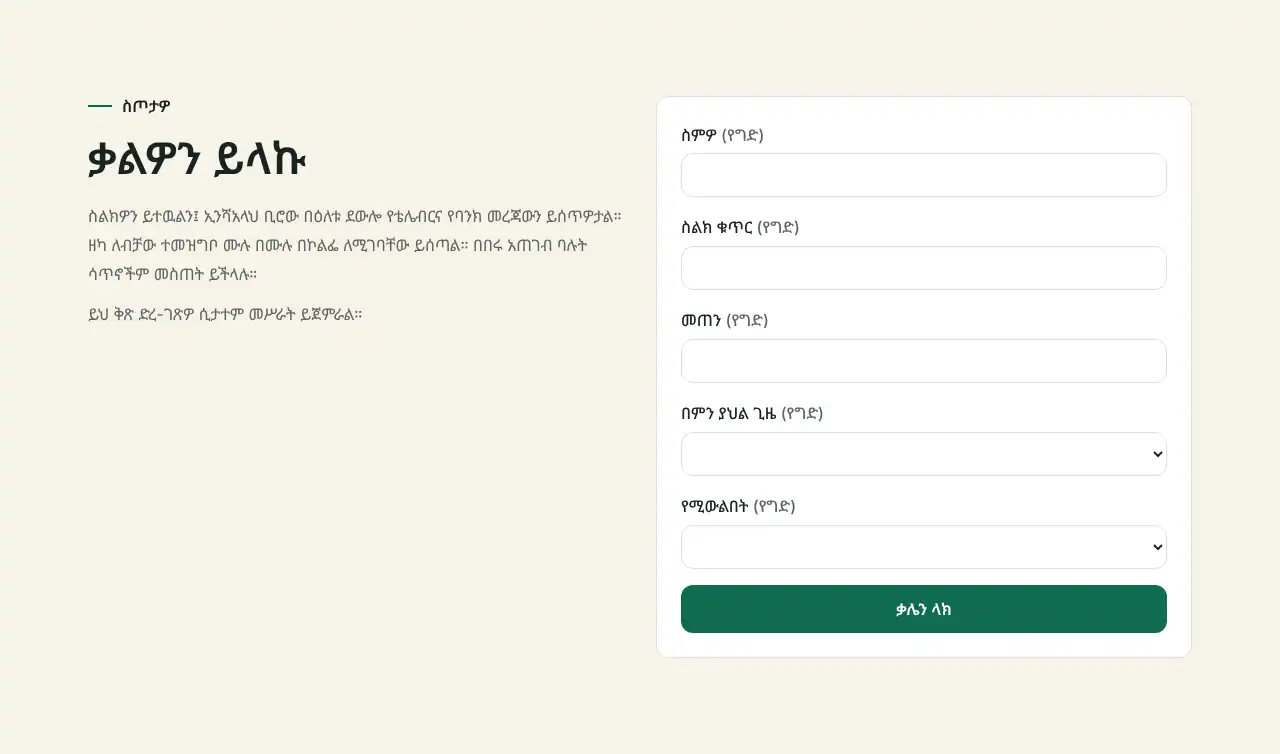 ስጦታዎ
ቃልዎን ይላኩ
ስልክዎን ይተዉልን፤ ኢንሻአላህ ቢሮው በዕለቱ ደውሎ የቴሌብርና የባንክ መረጃውን ይሰጥዎታል።
ዘካ ለብቻው ተመዝግቦ ሙሉ በሙሉ በኮልፌ ለሚገባቸው ይሰጣል። በበሩ አጠገብ ባሉት
ሳጥኖችም መስጠት ይችላሉ።
ይህ ቅጽ ድረ-ገጽዎ ሲታተም መሥራት ይጀምራል።
ስምዎ (የግድ)
ስልክ ቁጥር (የግድ)
መጠን (የግድ)
በምን ያህል ጊዜ (የግድ)
የሚውልበት (የግድ)
ቃሌን ላክ